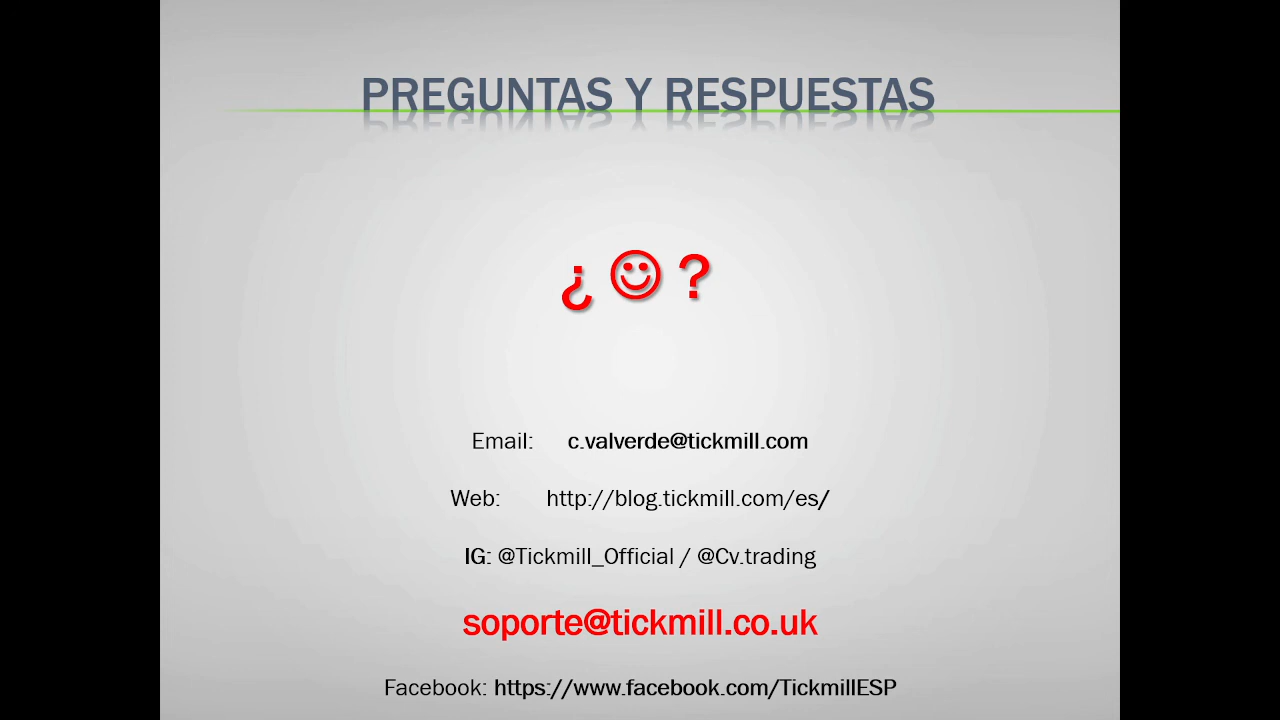 PREGUNTAS Y RESPUESTAS
¿☺?
Email: c.valverde@tickmill.com
Web: http://blog.tickmill.com/es/
IG: @Tickmill_Official / @Cv.trading
soporte@tickmill.co.uk
Facebook: https://www.facebook.com/TickmillESP